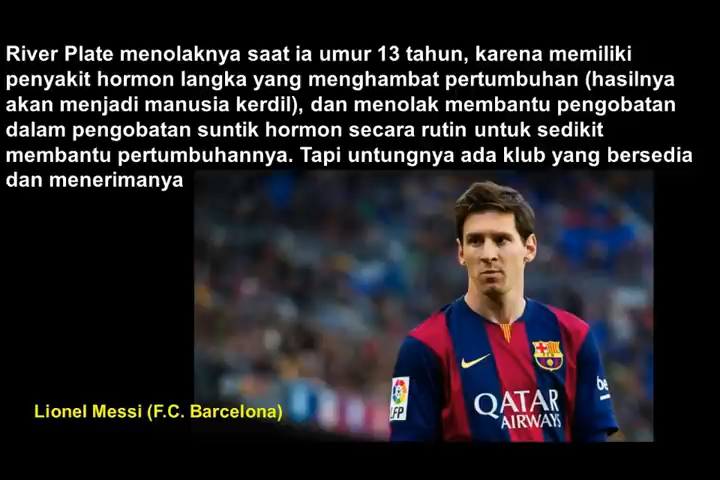 River Plate menolaknya saat ia umur 13 tahun, karena memiliki
penyakit hormon langka yang menghambat pertumbuhan (hasilnya
akan menjadi manusia kerdil), dan menolak membantu pengobatan
dalam pengobatan suntik hormon secara rutin untuk sedikit
membantu pertumbuhannya. Tapi untungnya ada klub yang bersedia
dan menerimanya
QATAR
AIRWAYS
LFP
Lionel Messi (F.C. Barcelona)